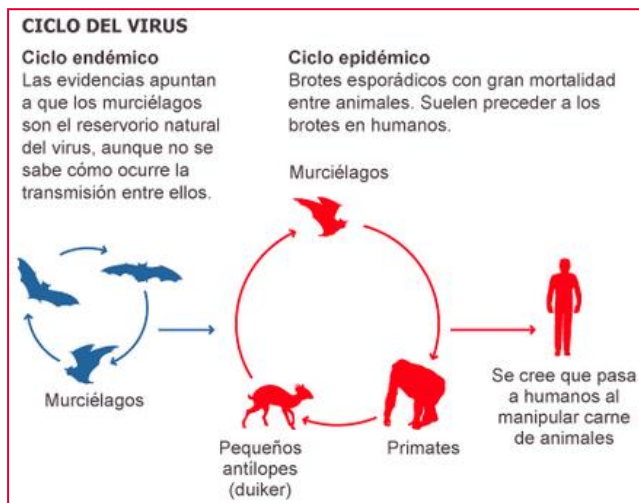 CICLO DEL VIRUS
Ciclo endémico
Las evidencias apuntan
a que los murciélagos
son el reservorio natural
del virus, aunque no se
sabe cómo ocurre la
transmisión entre ellos.
Murciélagos
Ciclo epidémico
Brotes esporádicos con gran mortalidad
entre animales. Suelen preceder a los
brotes en humanos.
Murciélagos
Pequeños
antílopes
(duiker)
Primates
Se cree que pasa
a humanos al
manipular carne
de animales